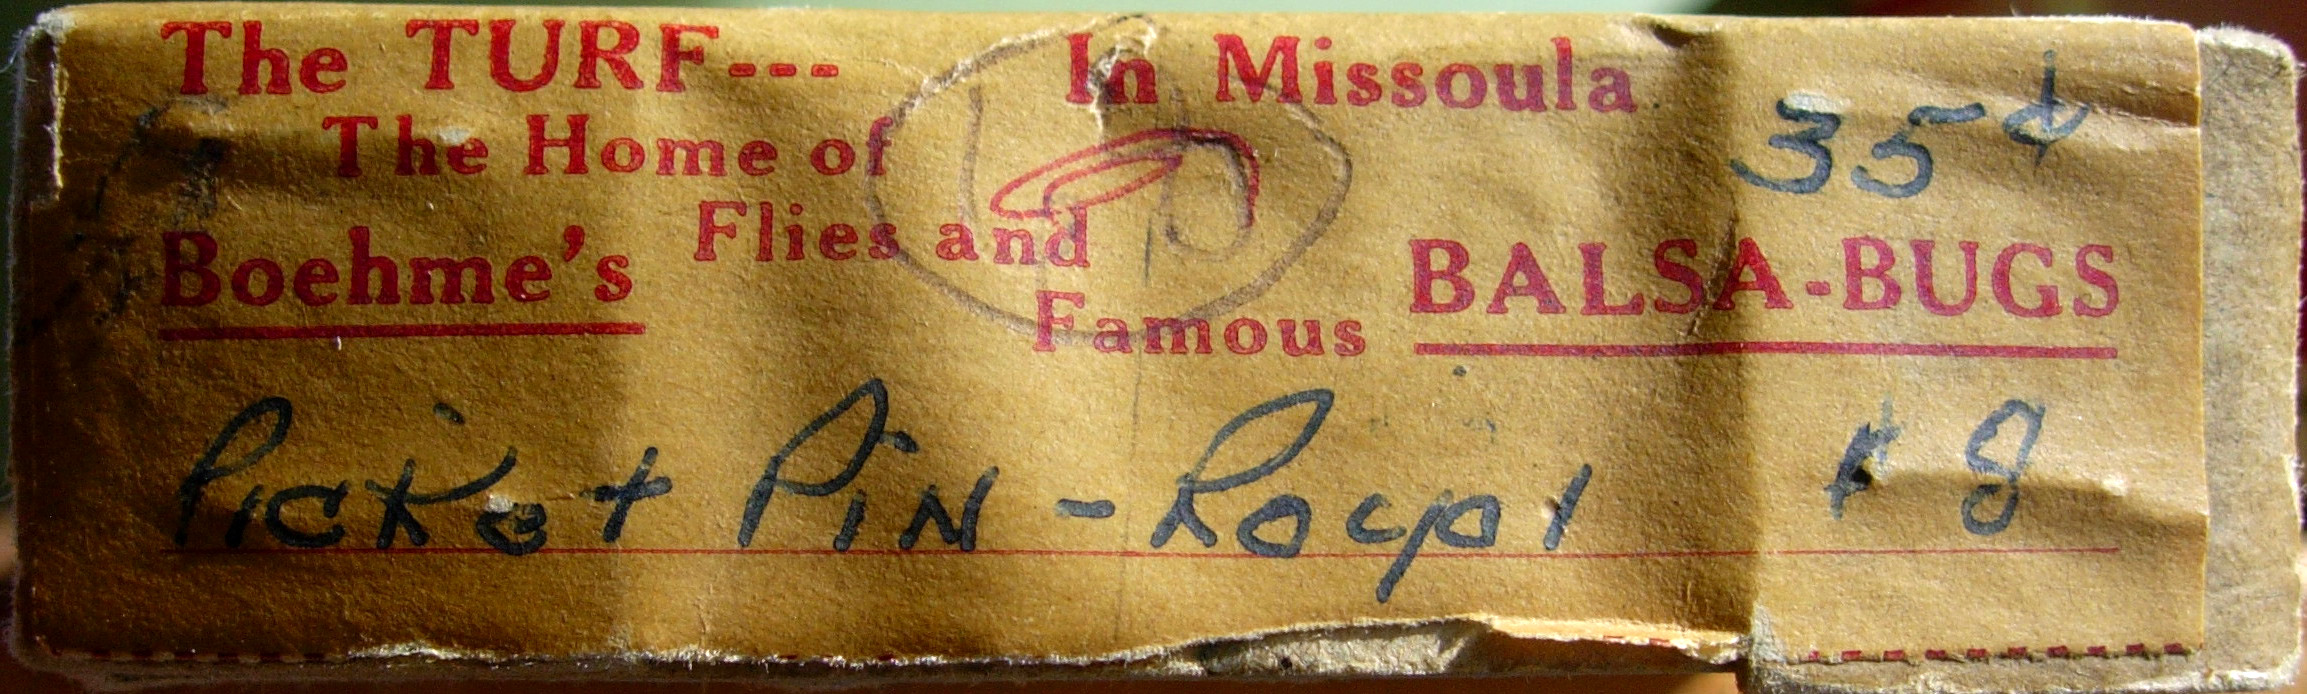 The TURF--- In Missoula
35¢
The Home of
Boehme's Flies and
Famous BALSA-BUGS
Picket Pin - Royal # 8